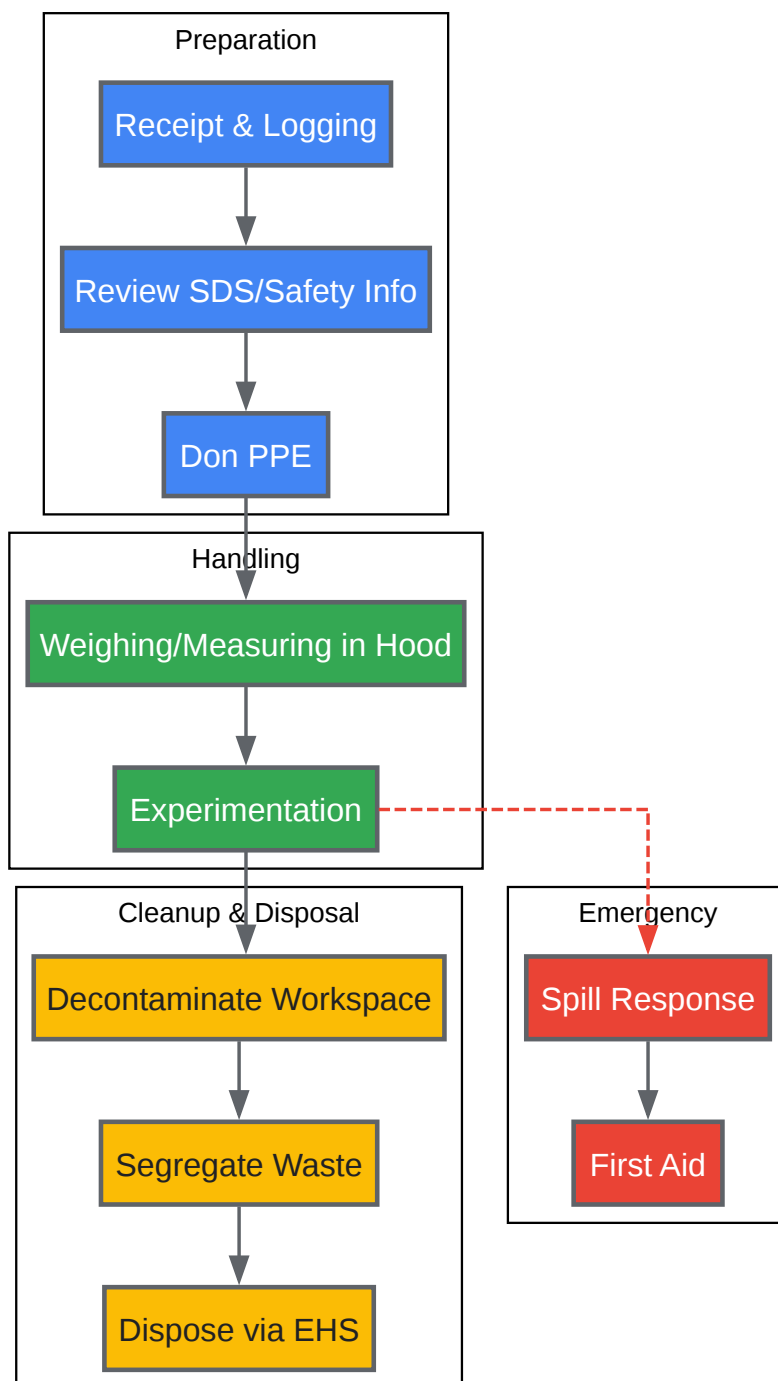 Preparation
Receipt & Logging
Review SDS/Safety Info
Don PPE
Handling
Weighing/Measuring in Hood
Experimentation
Cleanup & Disposal
Decontaminate Workspace
Segregate Waste
Dispose via EHS
Emergency
Spill Response
First Aid